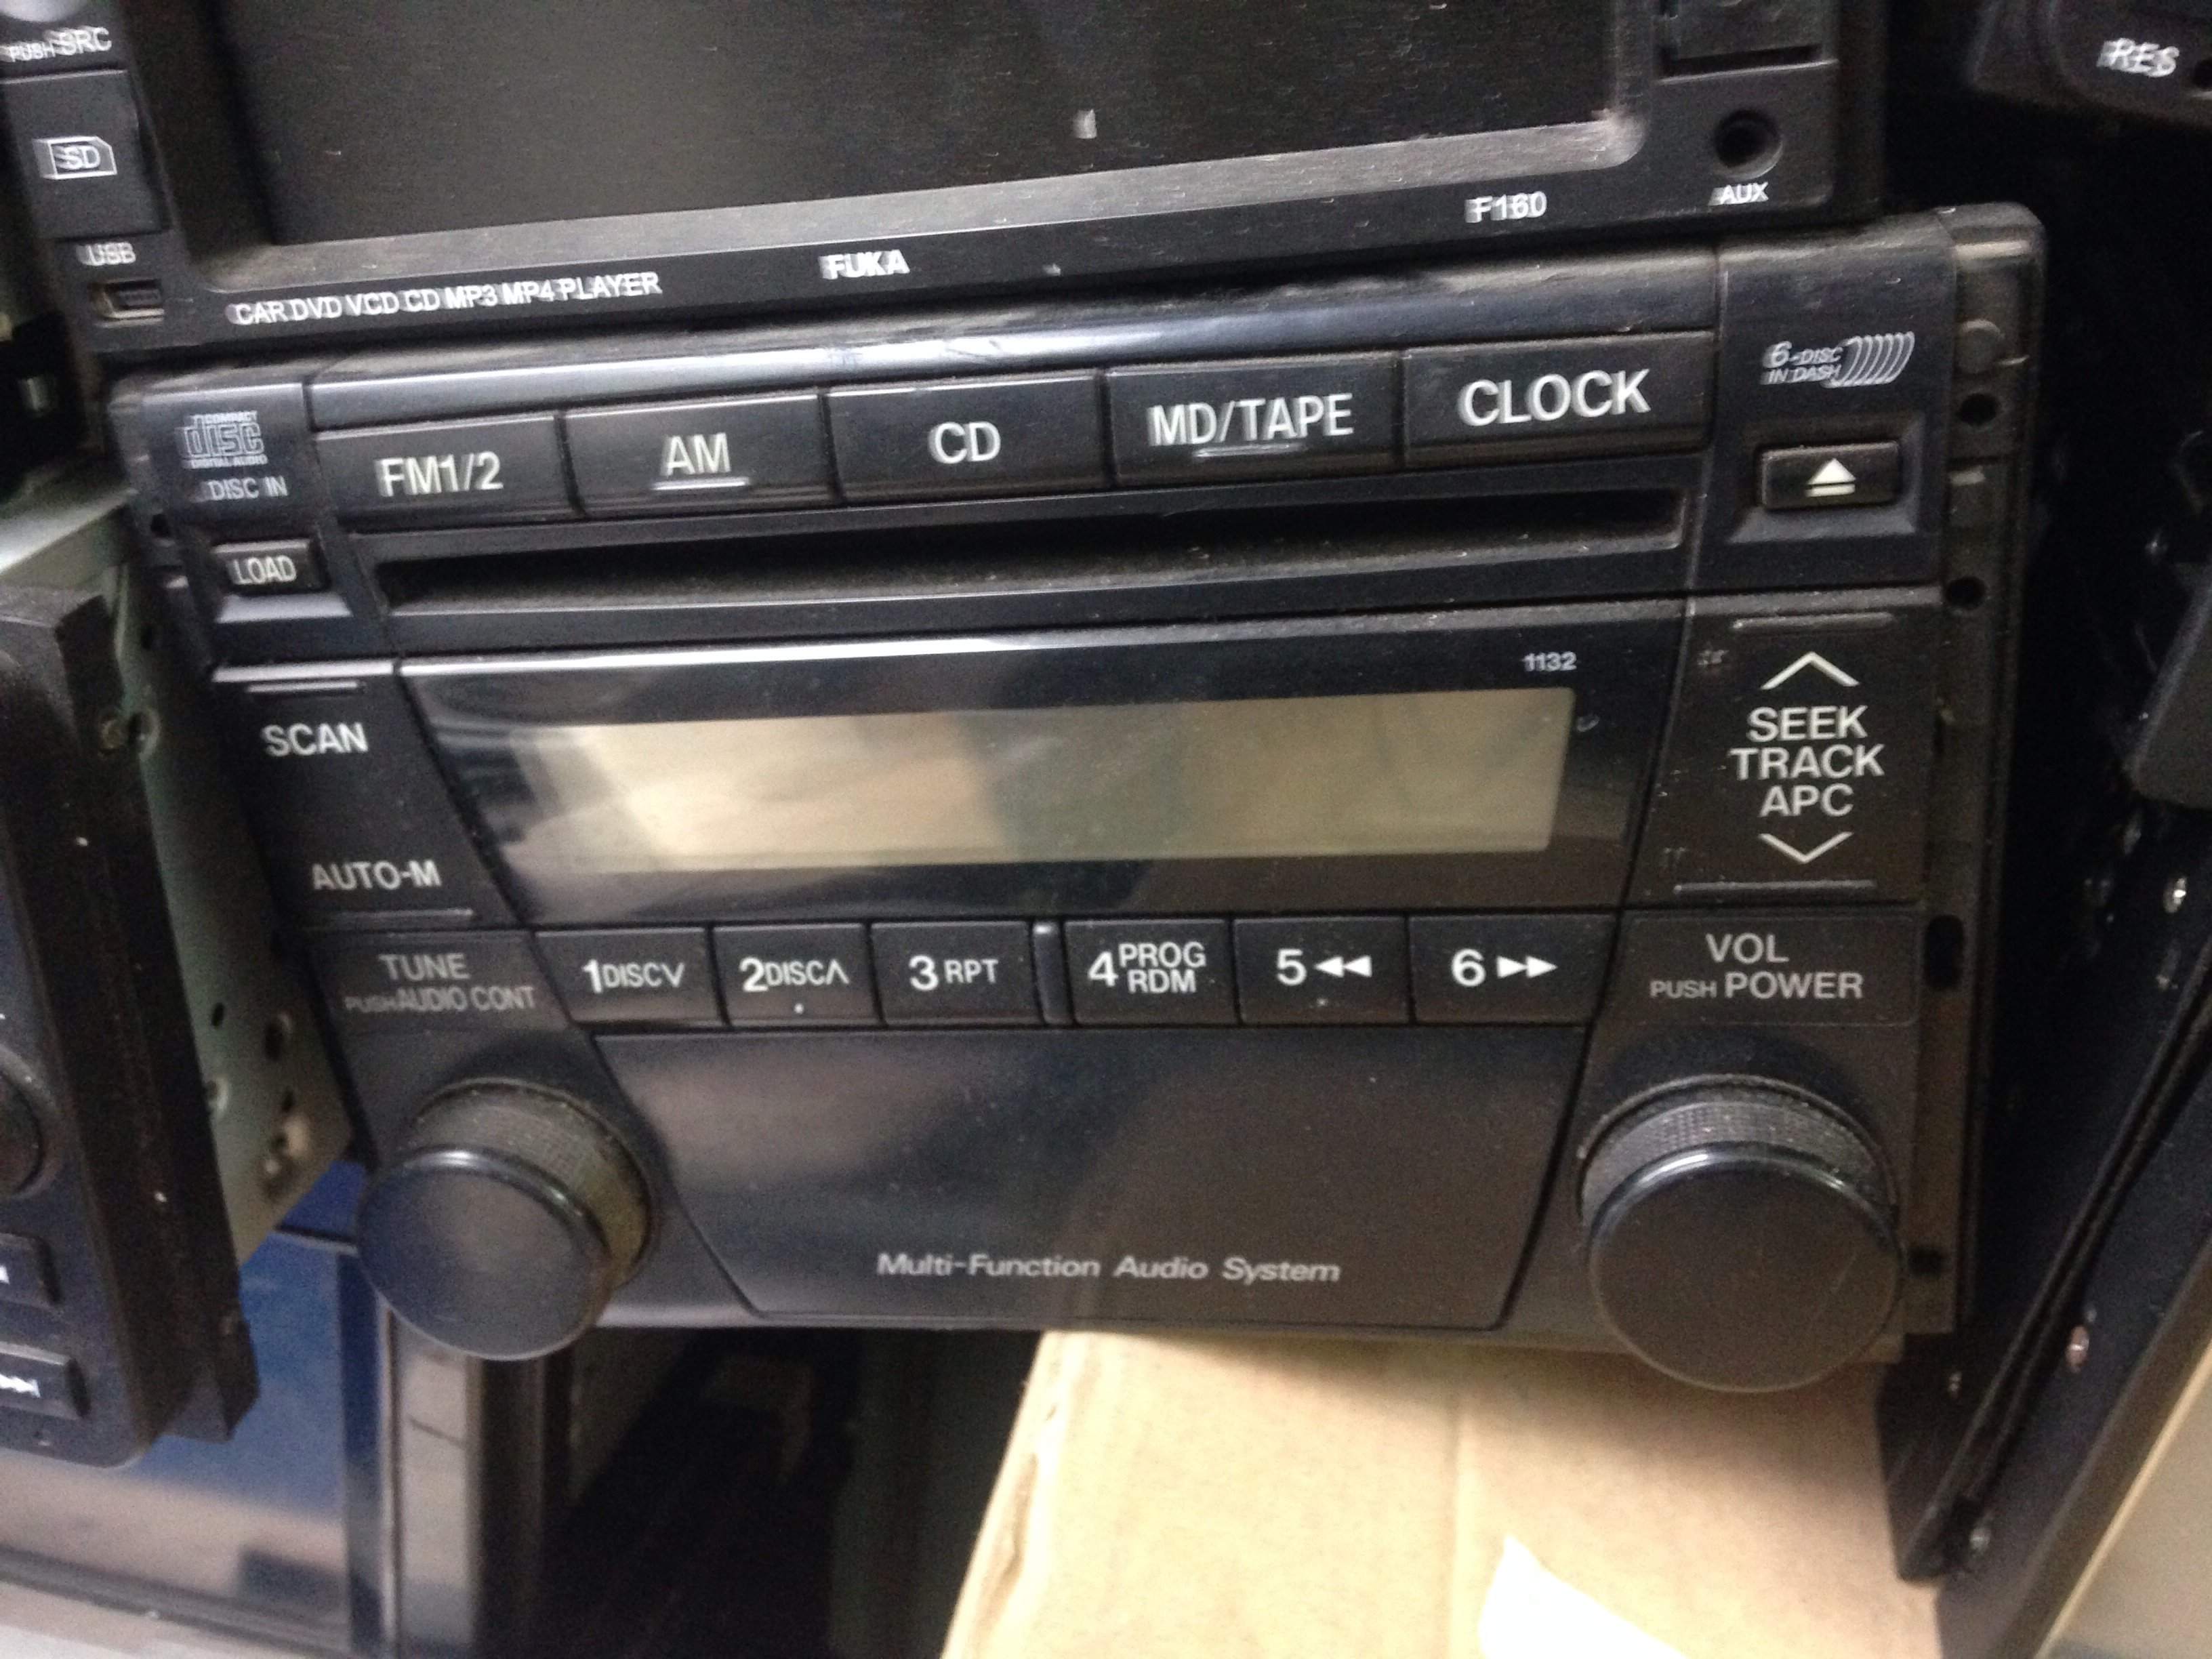 PUSH SRC
RES
SD
AUX
F160
USB
FUKA
CAR DVD VCD CD MP3 MP4 PLAYER
COMPACT
disc
DIGITAL AUDIO
DISC IN
FM1/2
AM
CD
MD/TAPE
CLOCK
6-DISC
IN DASH
LOAD
1132
SCAN
AUTO-M
SEEK
TRACK
APC
TUNE
PUSH AUDIO CONT
1 DISC
2 DISC
3 RPT
4 PROG
RDM
5
6
VOL
PUSH POWER
Multi-Function Audio System